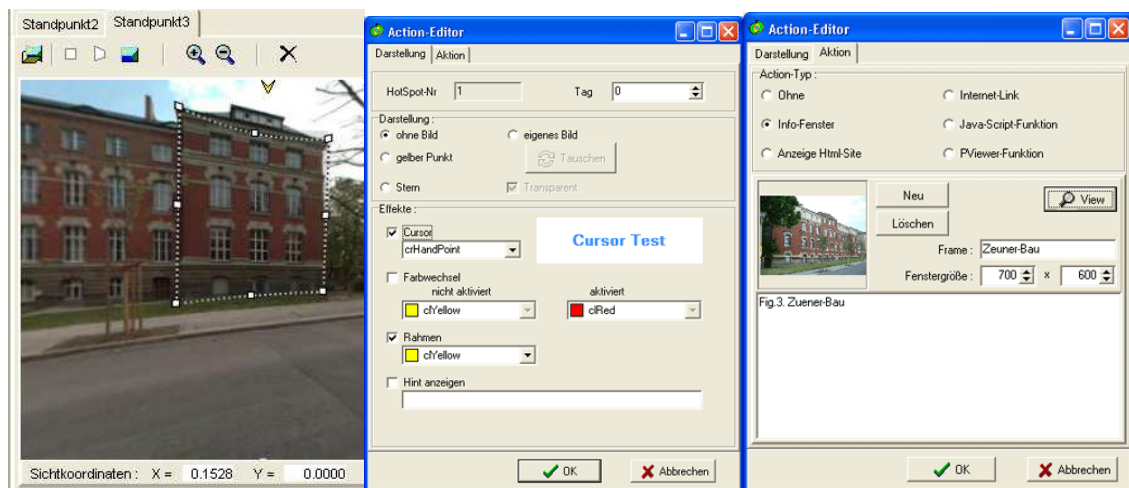 Standpunkt2 Standpunkt3
Sichtkoordinaten : X = 0.1528 Y = 0.0000
Action-Editor
Darstellung Aktion
HotSpot-Nr 1 Tag 0
Darstellung :
ohne Bild eigenes Bild
gelber Punkt Tauschen
Stern Transparent
Effekte :
Cursor
crHandPoint Cursor Test
Farbwechsel
nicht aktiviert aktiviert
clYellow clRed
Rahmen
clYellow
Hint anzeigen
OK Abbrechen
Action-Editor
Darstellung Aktion
Action-Typ :
Ohne Internet-Link
Info-Fenster Java-Script-Funktion
Anzeige Html-Site PViewer-Funktion
Neu View
Löschen
Frame : Zeuner-Bau
Fenstergröße : 700 x 600
Fig.3. Zuener-Bau
OK Abbrechen